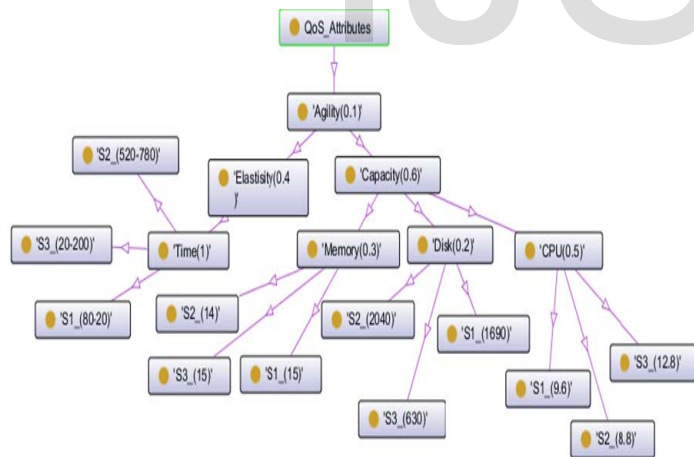 QoS_Attributes
'Agility(0.1)'
'S2_(520-780)'
'Elastisity(0.4
)'
'Capacity(0.6)'
'S3_(20-200)'
'Time(1)'
'Memory(0.3)'
'Disk(0.2)'
'CPU(0.5)'
'S1_(80-20)'
'S2_(14)'
'S2_(2040)'
'S1_(1690)'
'S3_(15)'
'S1_(15)'
'S3_(12.8)'
'S1_(9.6)'
'S3_(630)'
'S2_(8.8)'